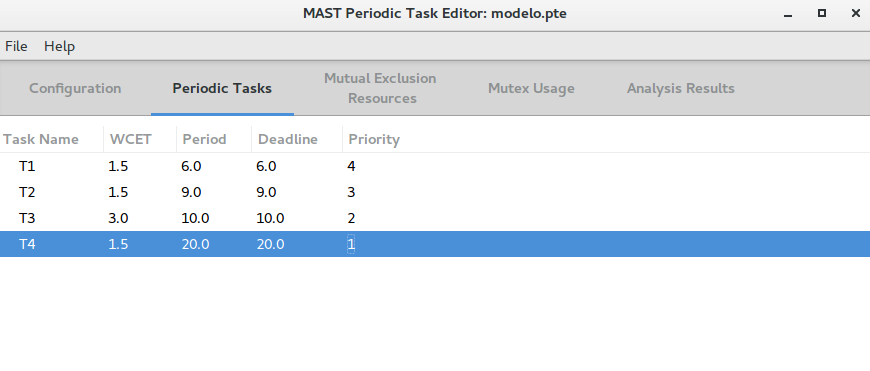 MAST Periodic Task Editor: modelo.pte
File Help
Configuration Periodic Tasks Mutual Exclusion Resources Mutex Usage Analysis Results
Task Name WCET Period Deadline Priority
T1 1.5 6.0 6.0 4
T2 1.5 9.0 9.0 3
T3 3.0 10.0 10.0 2
T4 1.5 20.0 20.0 1